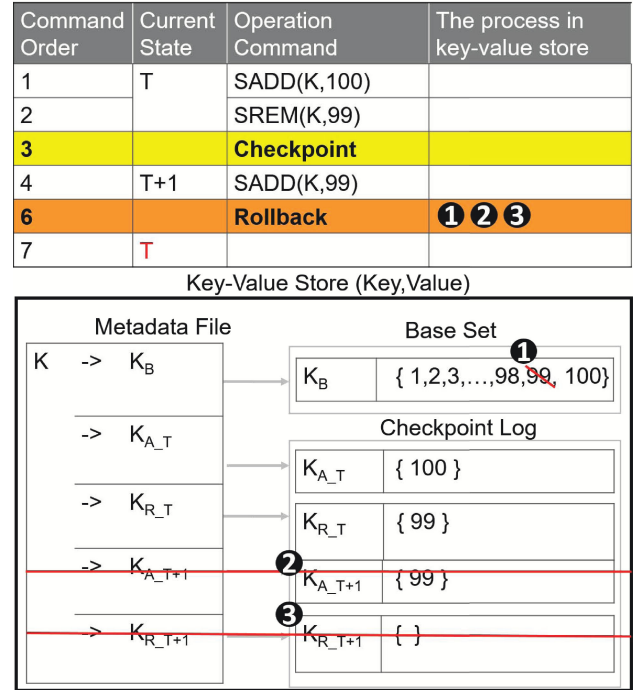 Command Order Current State Operation Command The process in key-value store
1 T SADD(K,100)
2 SREM(K,99)
3 Checkpoint
4 T+1 SADD(K,99)
6 Rollback ❶ ❷ ❸
7 T
Key-Value Store (Key,Value)
Metadata File Base Set
❶
K -> K_B K_B { 1,2,3,...,98,99, 100}
Checkpoint Log
-> K_A_T K_A_T { 100 }
-> K_R_T K_R_T { 99 }
-> K_A_T+1 ❷ K_A_T+1 { 99 }
-> K_R_T+1 ❸ K_R_T+1 { }